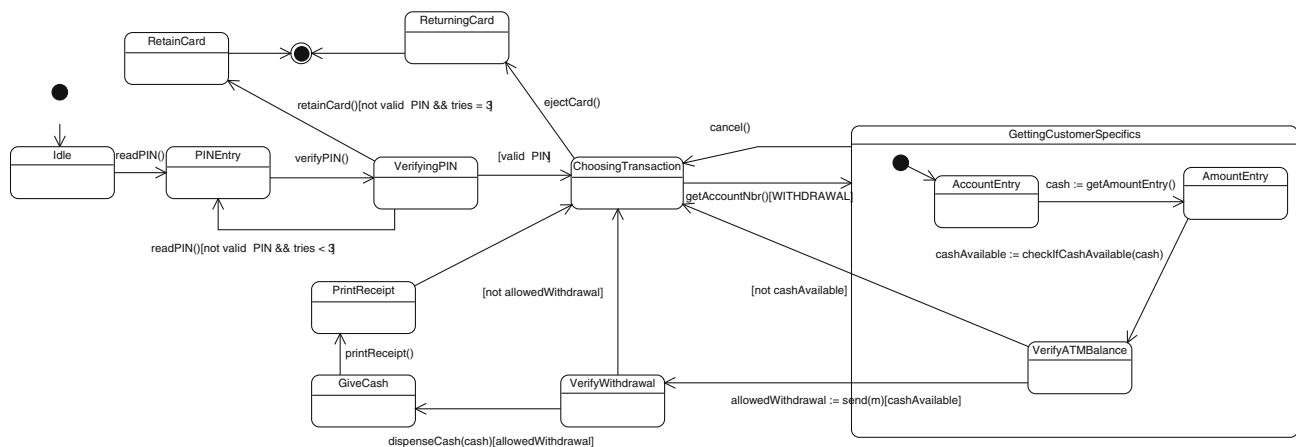 ReturningCard
RetainCard
retainCard()[not valid PIN && tries = 3]
ejectCard()
cancel()
GettingCustomerSpecifics
Idle
readPIN()
PINEntry
verifyPIN()
VerifyingPIN
[valid PIN]
ChoosingTransaction
getAccountNbr()[WITHDRAWAL]
AccountEntry
cash := getAmountEntry()
AmountEntry
readPIN()[not valid PIN && tries < 3]
cashAvailable := checkIfCashAvailable(cash)
PrintReceipt
[not allowedWithdrawal]
[not cashAvailable]
printReceipt()
VerifyATMBalance
GiveCash
VerifyWithdrawal
allowedWithdrawal := send(m)[cashAvailable]
dispenseCash(cash)[allowedWithdrawal]